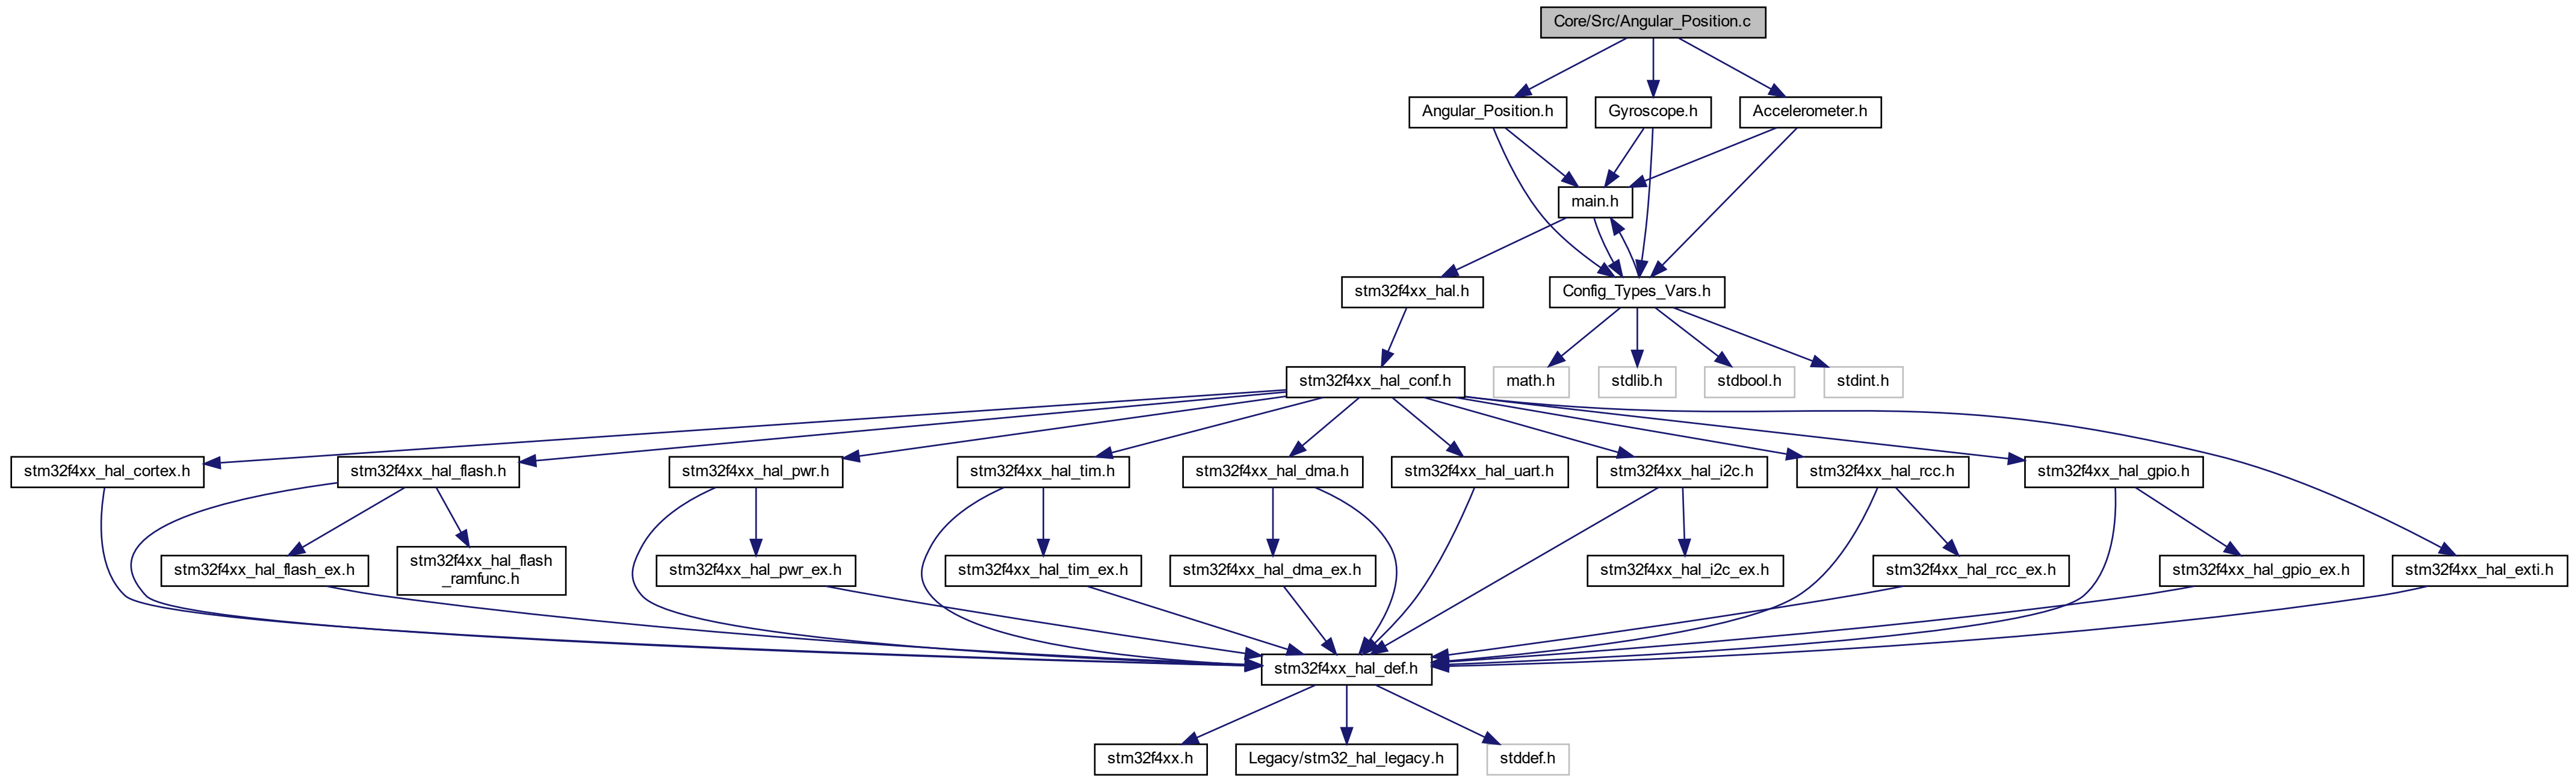 Core/Src/Angular_Position.c
Angular_Position.h
Gyroscope.h
Accelerometer.h
main.h
stm32f4xx_hal.h
Config_Types_Vars.h
stm32f4xx_hal_conf.h
math.h
stdlib.h
stdbool.h
stdint.h
stm32f4xx_hal_cortex.h
stm32f4xx_hal_flash.h
stm32f4xx_hal_pwr.h
stm32f4xx_hal_tim.h
stm32f4xx_hal_dma.h
stm32f4xx_hal_uart.h
stm32f4xx_hal_i2c.h
stm32f4xx_hal_rcc.h
stm32f4xx_hal_gpio.h
stm32f4xx_hal_flash_ex.h
stm32f4xx_hal_flash
_ramfunc.h
stm32f4xx_hal_pwr_ex.h
stm32f4xx_hal_tim_ex.h
stm32f4xx_hal_dma_ex.h
stm32f4xx_hal_i2c_ex.h
stm32f4xx_hal_rcc_ex.h
stm32f4xx_hal_gpio_ex.h
stm32f4xx_hal_exti.h
stm32f4xx_hal_def.h
stm32f4xx.h
Legacy/stm32_hal_legacy.h
stddef.h